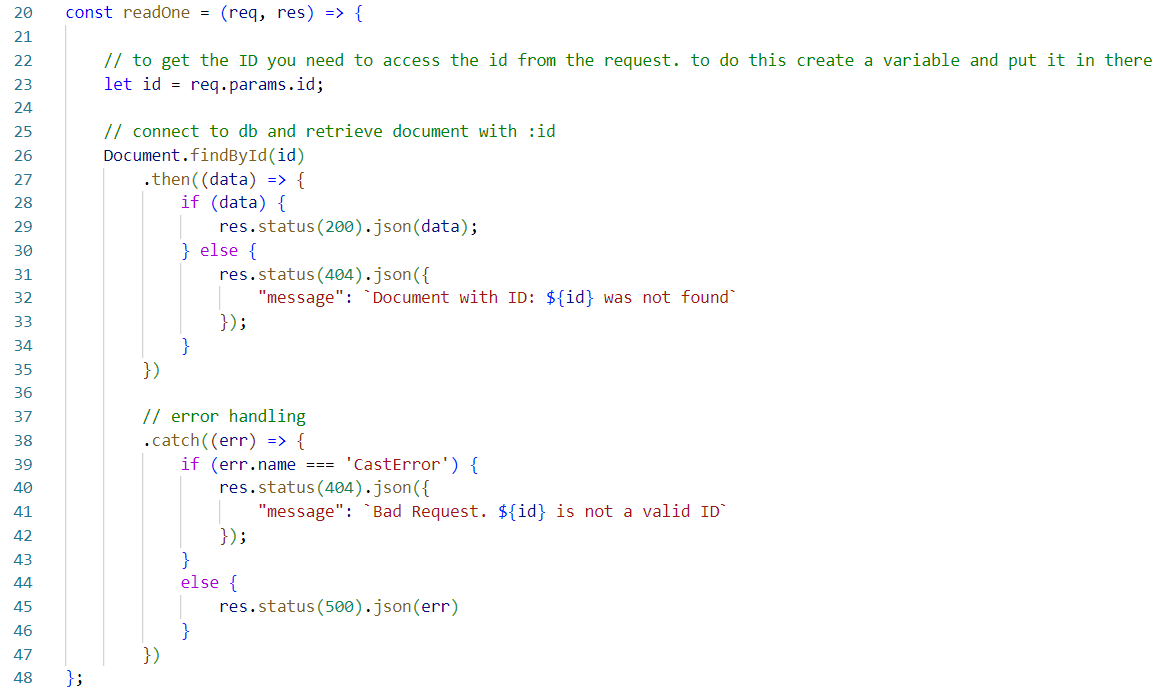 20 const readOne = (req, res) => {
21
22 // to get the ID you need to access the id from the request. to do this create a variable and put it in there
23 let id = req.params.id;
24
25 // connect to db and retrieve document with :id
26 Document.findById(id)
27 .then((data) => {
28 if (data) {
29 res.status(200).json(data);
30 } else {
31 res.status(404).json({
32 "message": `Document with ID: ${id} was not found`
33 });
34 }
35 })
36
37 // error handling
38 .catch((err) => {
39 if (err.name === 'CastError') {
40 res.status(404).json({
41 "message": `Bad Request. ${id} is not a valid ID`
42 });
43 }
44 else {
45 res.status(500).json(err)
46 }
47 })
48 };